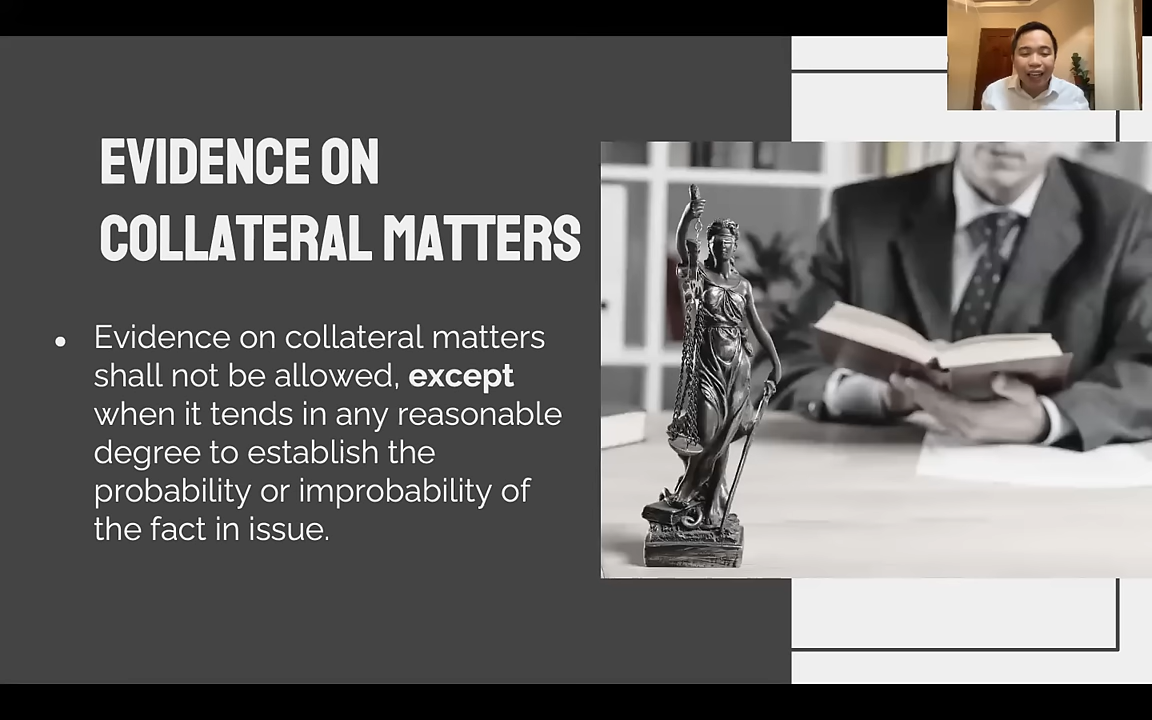 EVIDENCE ON
COLLATERAL MATTERS
• Evidence on collateral matters
shall not be allowed, except
when it tends in any reasonable
degree to establish the
probability or improbability of
the fact in issue.